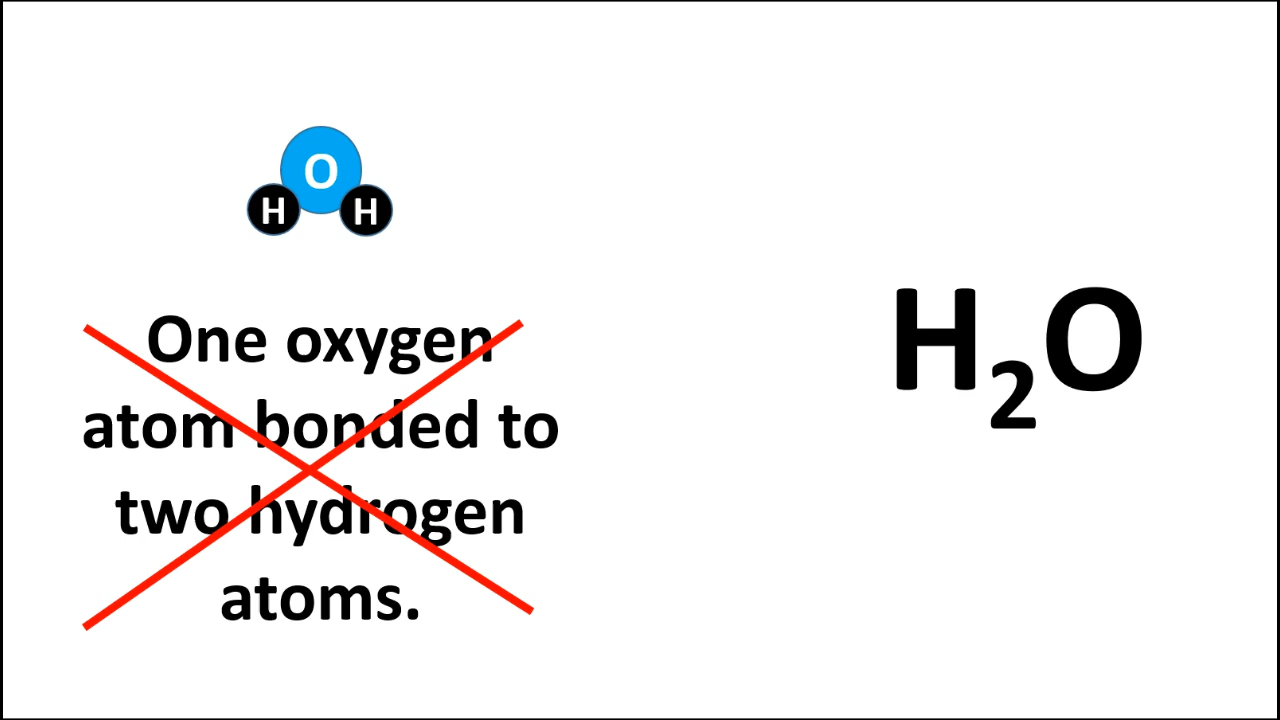 O
H H
One oxygen
atom bonded to
two hydrogen
atoms.
H₂O